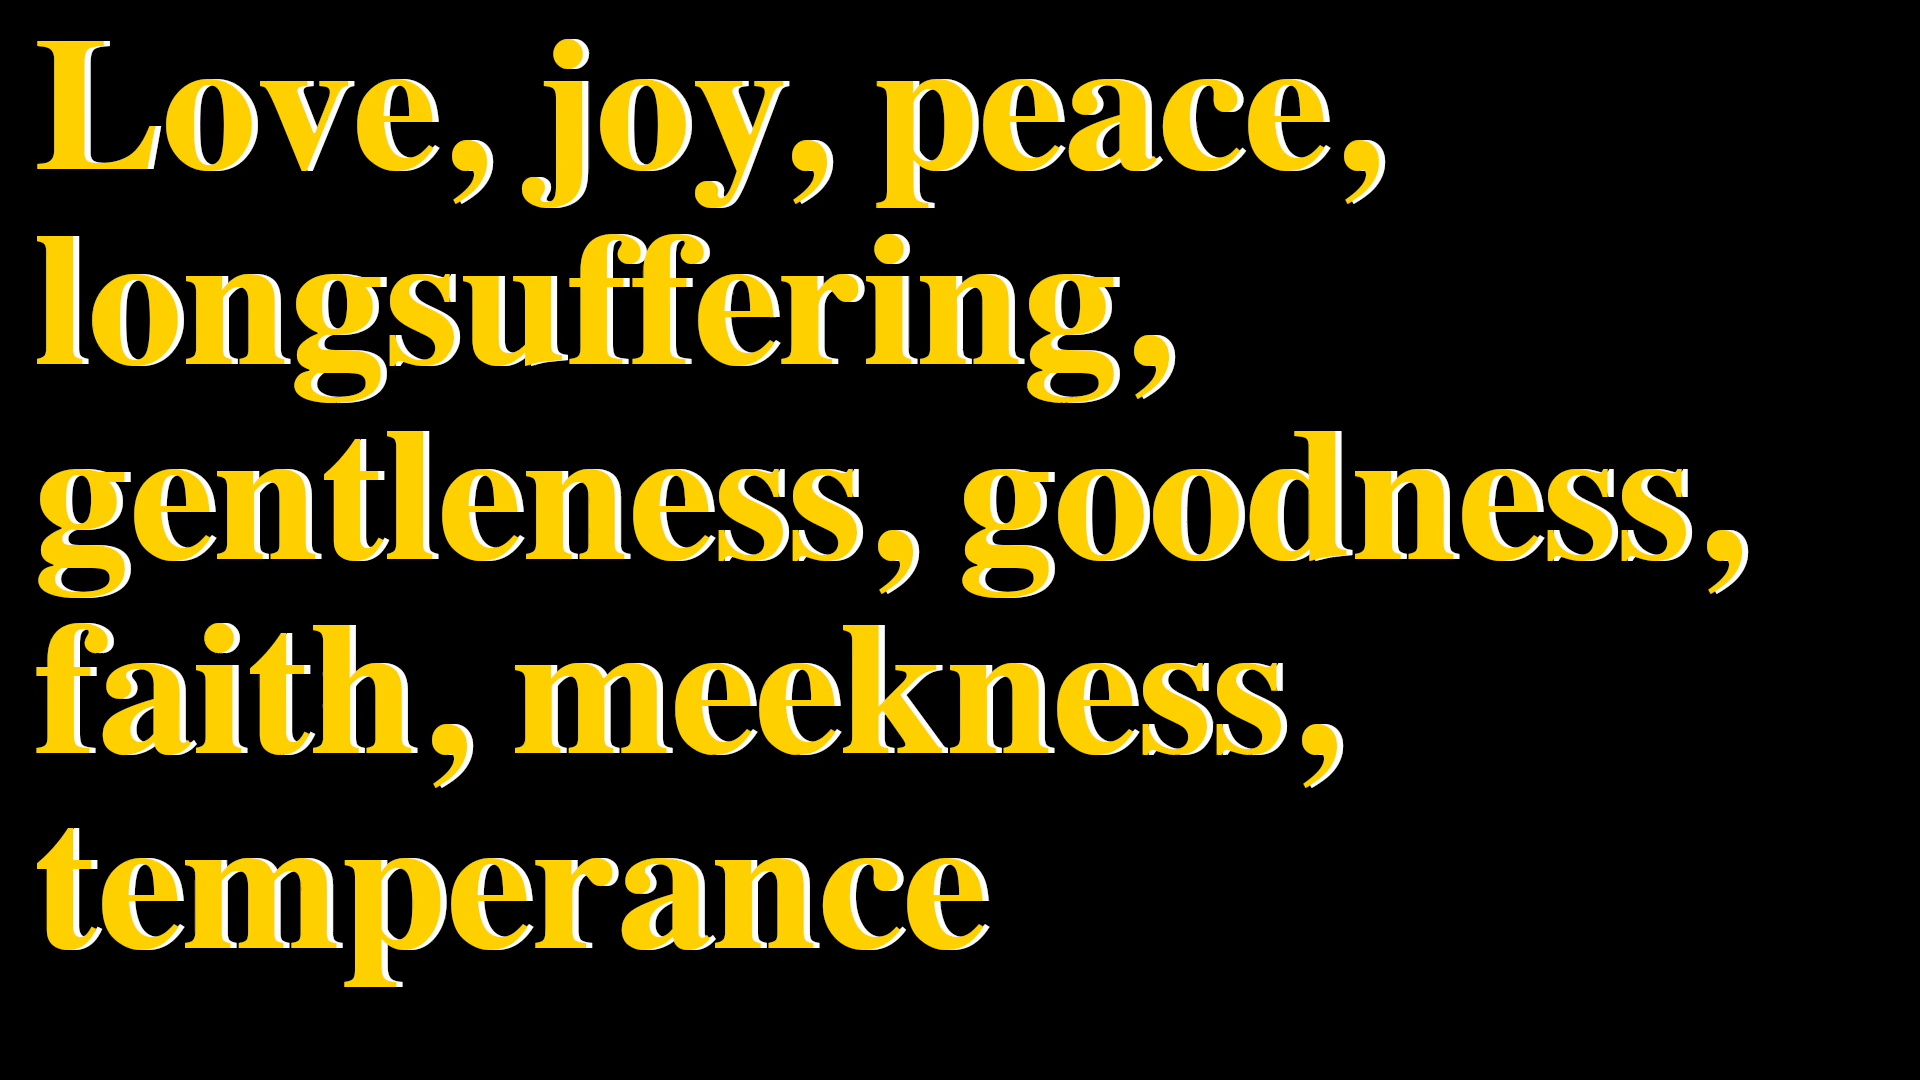 Love, joy, peace,
longsuffering,
gentleness, goodness,
faith, meekness,
temperance